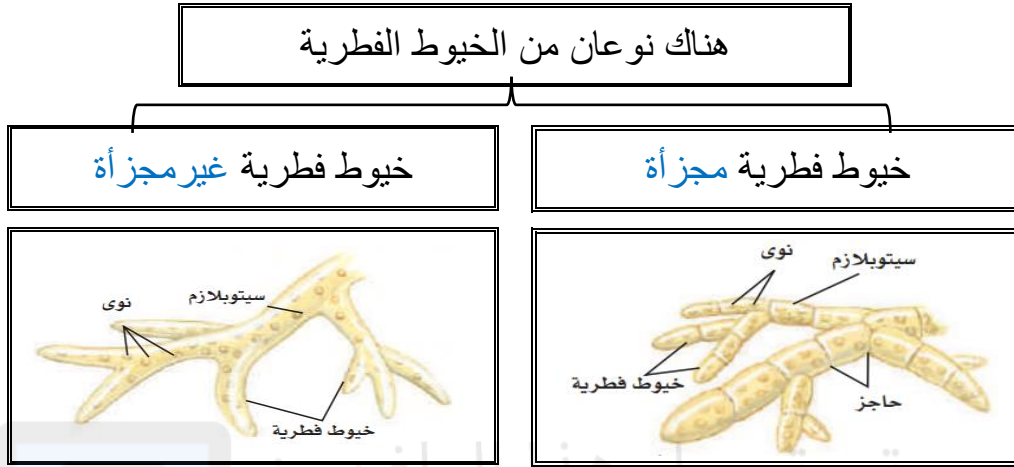 هناك نوعان من الخيوط الفطرية
خيوط فطرية مجزأة
خيوط فطرية غيرمجزأة
نوى
سيتوبلازم
خيوط فطرية
حاجز
سيتوبلازم
نوى
خيوط فطرية